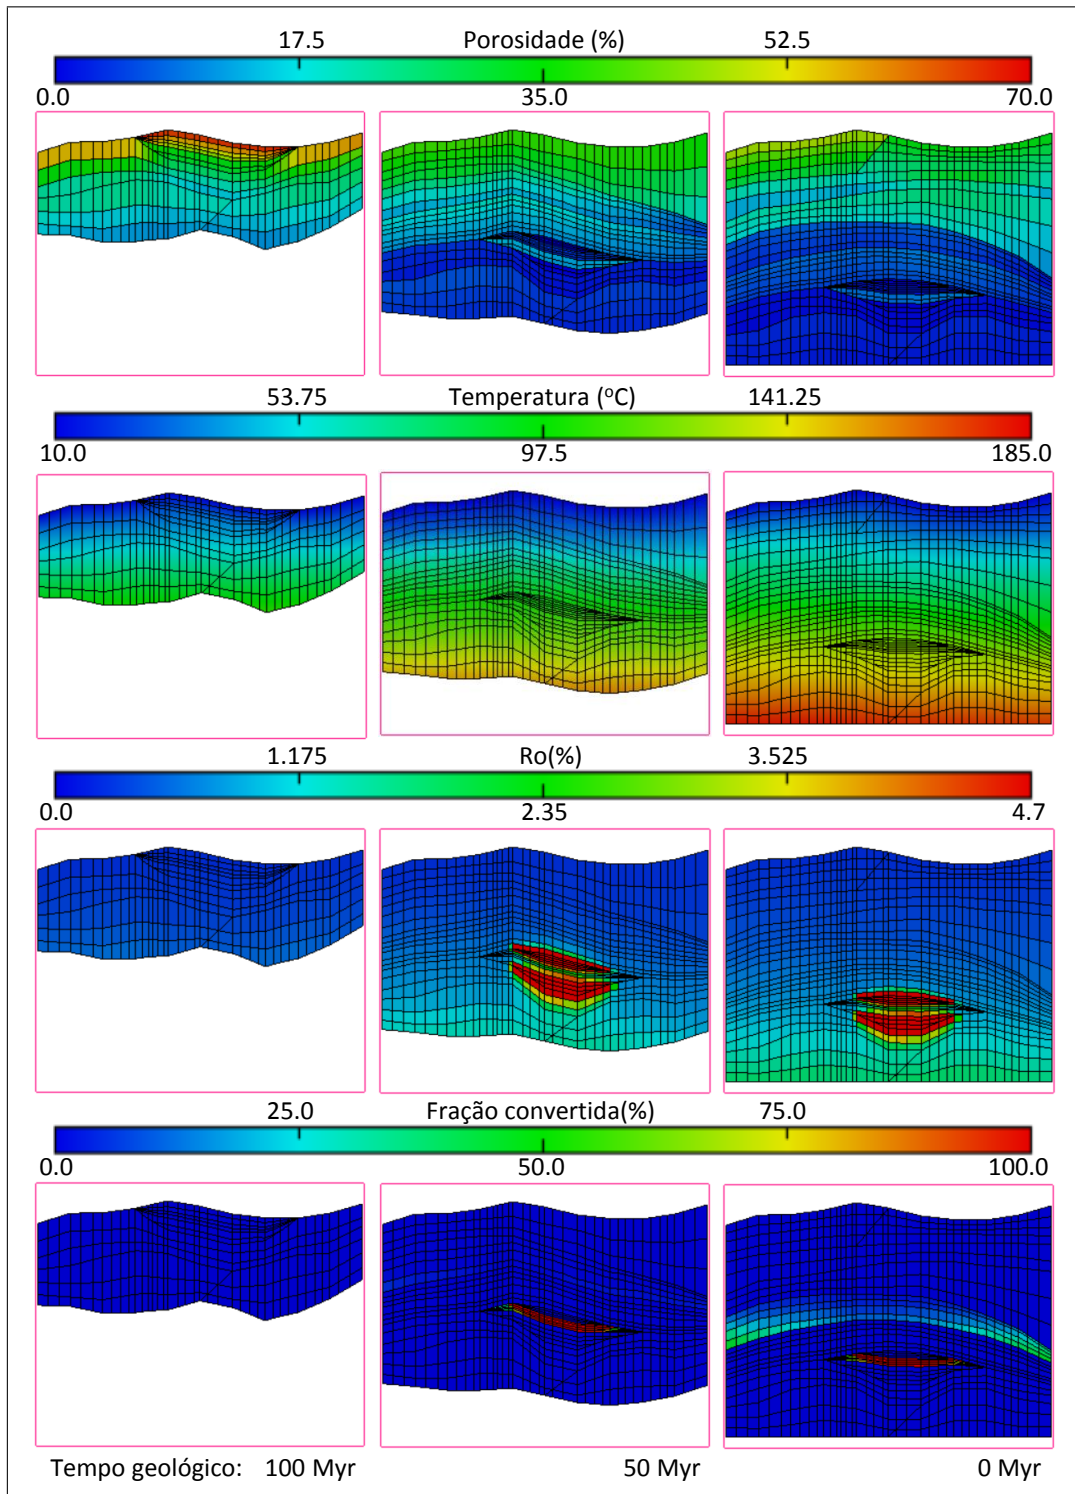 17.5 Porosidade (%) 52.5
0.0 35.0 70.0
53.75 Temperatura (°C) 141.25
10.0 97.5 185.0
1.175 Ro(%) 3.525
0.0 2.35 4.7
25.0 Fração convertida(%) 75.0
0.0 50.0 100.0
Tempo geológico: 100 Myr 50 Myr 0 Myr